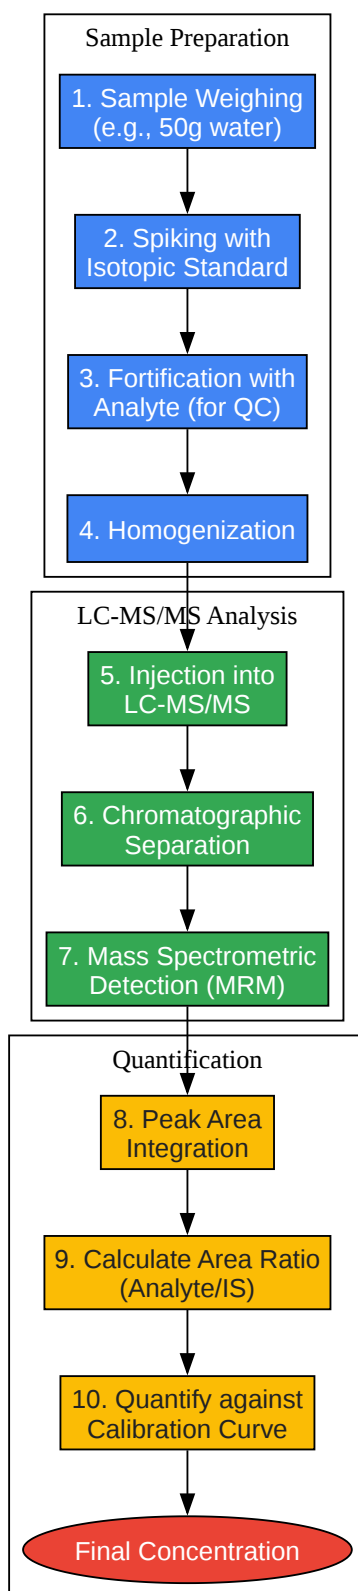 Sample Preparation
1. Sample Weighing
(e.g., 50g water)
2. Spiking with
Isotopic Standard
3. Fortification with
Analyte (for QC)
4. Homogenization
LC-MS/MS Analysis
5. Injection into
LC-MS/MS
6. Chromatographic
Separation
7. Mass Spectrometric
Detection (MRM)
Quantification
8. Peak Area
Integration
9. Calculate Area Ratio
(Analyte/IS)
10. Quantify against
Calibration Curve
Final Concentration